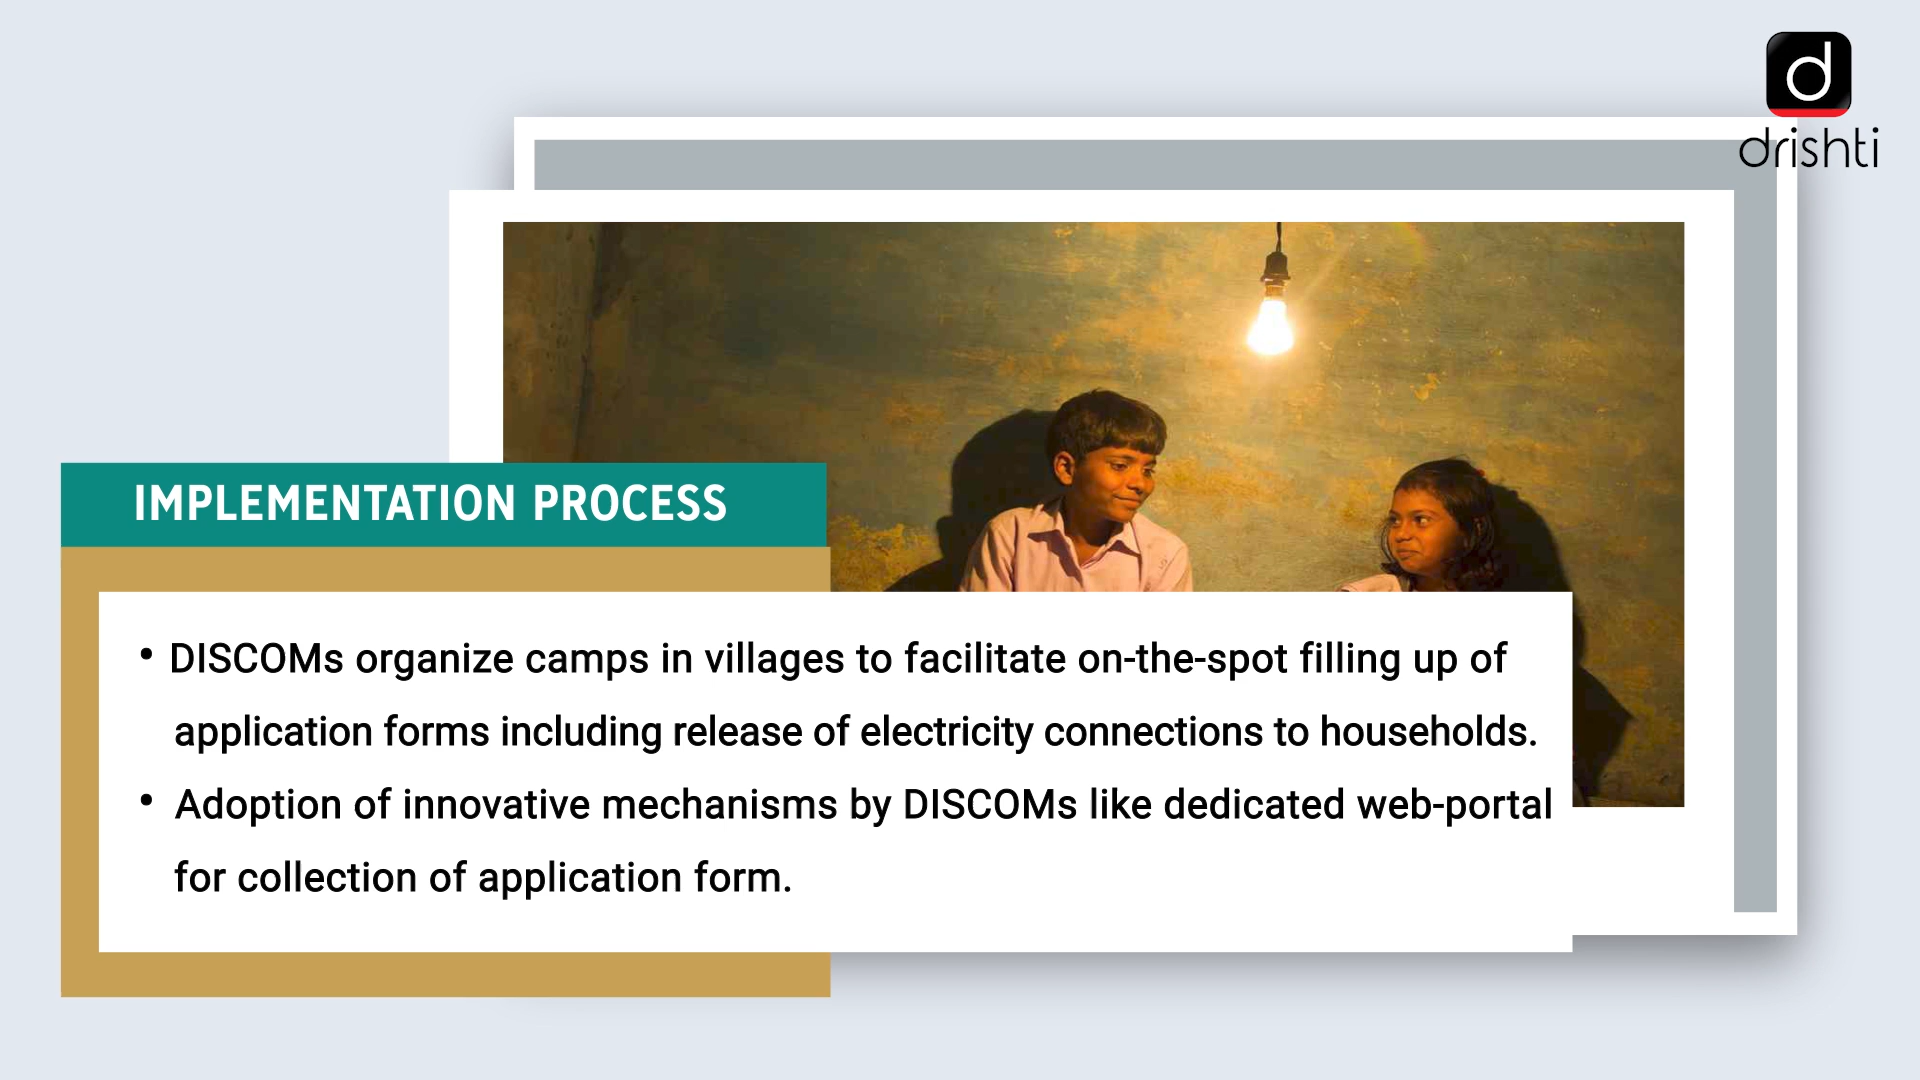 d
drishti
IMPLEMENTATION PROCESS
• DISCOMs organize camps in villages to facilitate on-the-spot filling up of
application forms including release of electricity connections to households.
• Adoption of innovative mechanisms by DISCOMs like dedicated web-portal
for collection of application form.